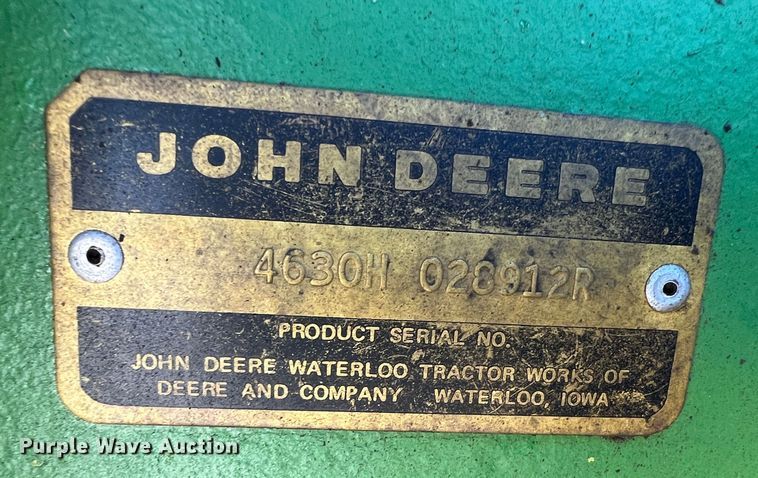 JOHN DEERE
4630H 028912R
PRODUCT SERIAL NO.
JOHN DEERE WATERLOO TRACTOR WORKS OF
DEERE AND COMPANY WATERLOO, IOWA
Purple Wave Auction